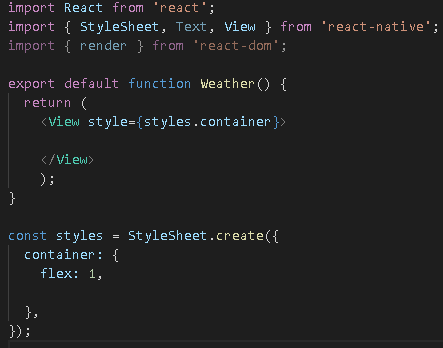 import React from 'react';
import { StyleSheet, Text, View } from 'react-native';
import { render } from 'react-dom';

export default function Weather() {
  return (
    <View style={styles.container}>

    </View>
    );
}

const styles = StyleSheet.create({
  container: {
    flex: 1,

  },
});